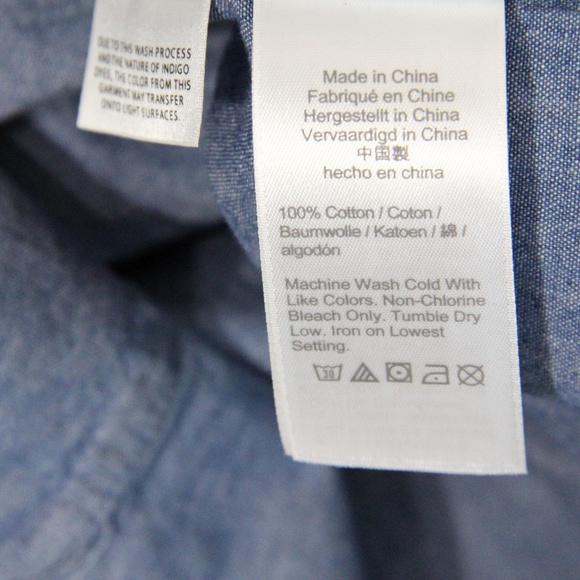 DUE TO THIS WASH PROCESS
AND THE NATURE OF INDIGO
DYES, THE COLOR FROM THIS
GARMENT MAY TRANSFER
ONTO LIGHT SURFACES.
Made in China
Fabriqué en Chine
Hergestellt in China
Vervaardigd in China
中国製
hecho en china
100% Cotton / Coton /
Baumwolle / Katoen / 綿 /
algodón
Machine Wash Cold With
Like Colors. Non-Chlorine
Bleach Only. Tumble Dry
Low. Iron on Lowest
Setting.
30